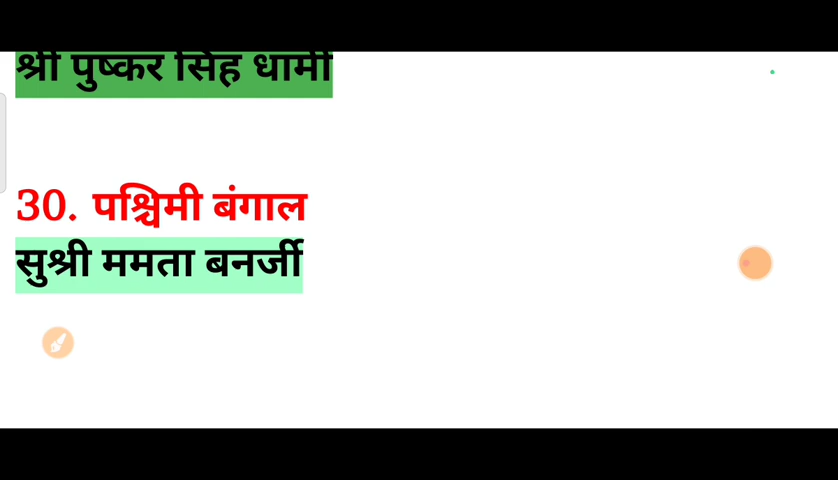 श्री पुष्कर सिंह धामी
30. पश्चिमी बंगाल
सुश्री ममता बनर्जी